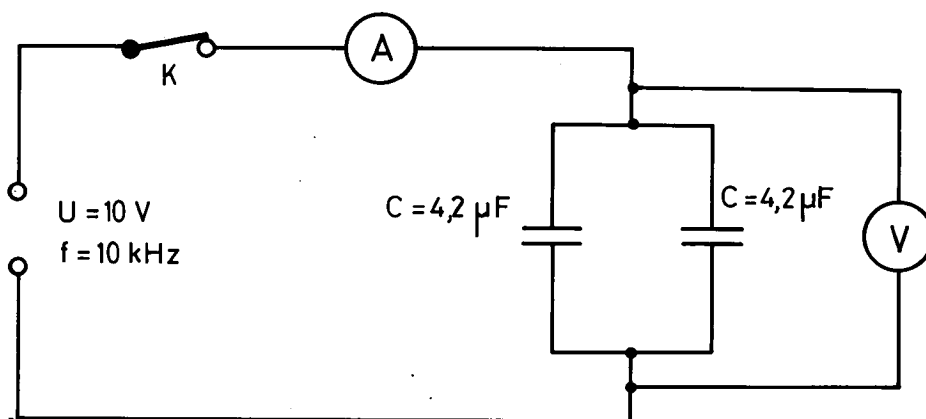 A
K
U = 10 V
f = 10 kHz
C = 4,2 µF
C = 4,2 µF
V